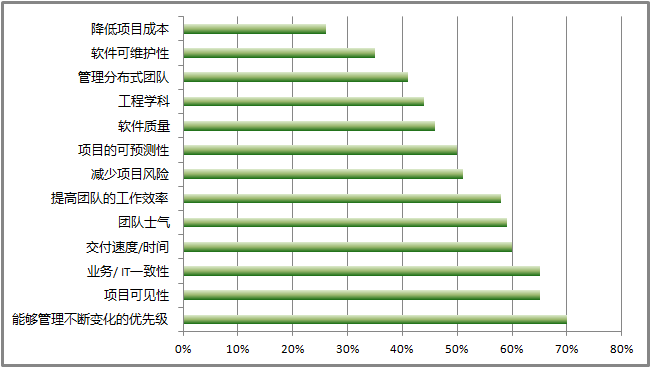 降低项目成本
软件可维护性
管理分布式团队
工程学科
软件质量
项目的可预测性
减少项目风险
提高团队的工作效率
团队士气
交付速度/时间
业务/ IT一致性
项目可见性
能够管理不断变化的优先级
0% 10% 20% 30% 40% 50% 60% 70% 80%